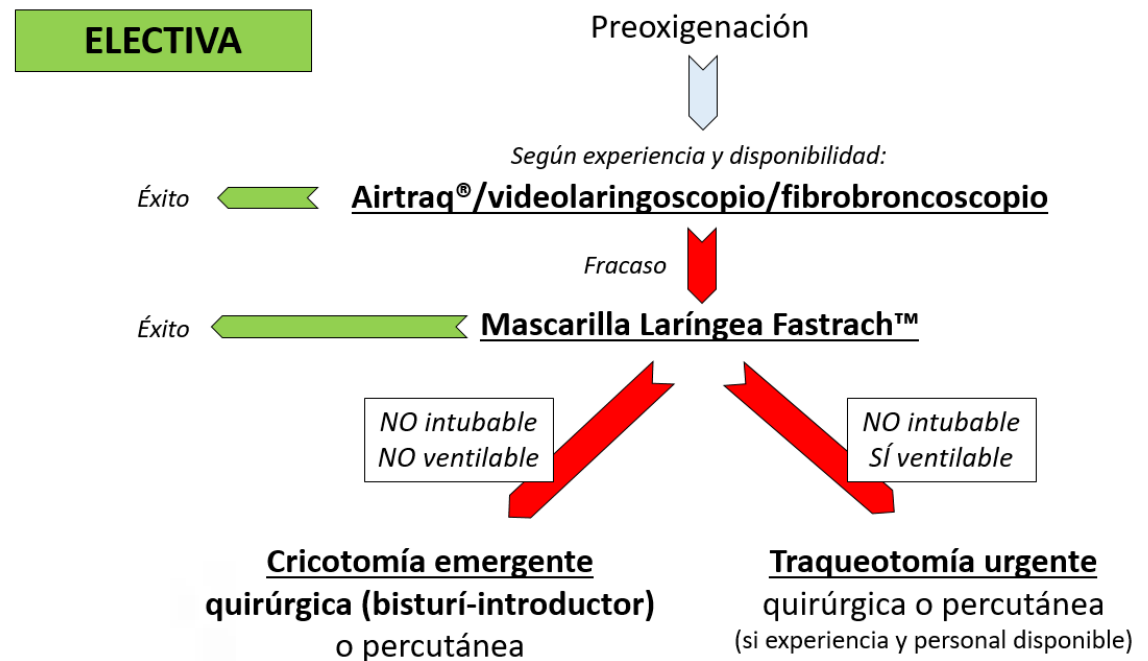 ELECTIVA
Preoxigenación
Según experiencia y disponibilidad:
Éxito
Airtraq®/videolaringoscopio/fibrobroncoscopio
Fracaso
Éxito
Mascarilla Laríngea Fastrach™
NO intubable
NO ventilable
NO intubable
SÍ ventilable
Cricotomía emergente
quirúrgica (bisturí-introductor)
o percutánea
Traqueotomía urgente
quirúrgica o percutánea
(si experiencia y personal disponible)